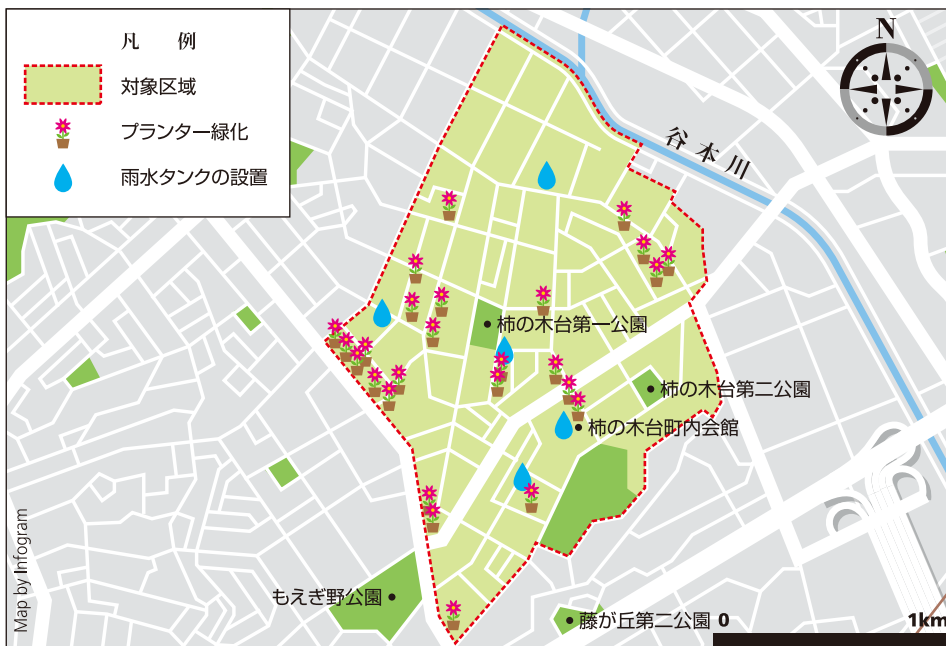 凡 例
対象区域
プランター緑化
雨水タンクの設置
N
谷本川
柿の木台第一公園
柿の木台第二公園
柿の木台町内会館
もえぎ野公園
藤が丘第二公園
0 1km
Map by Infogram